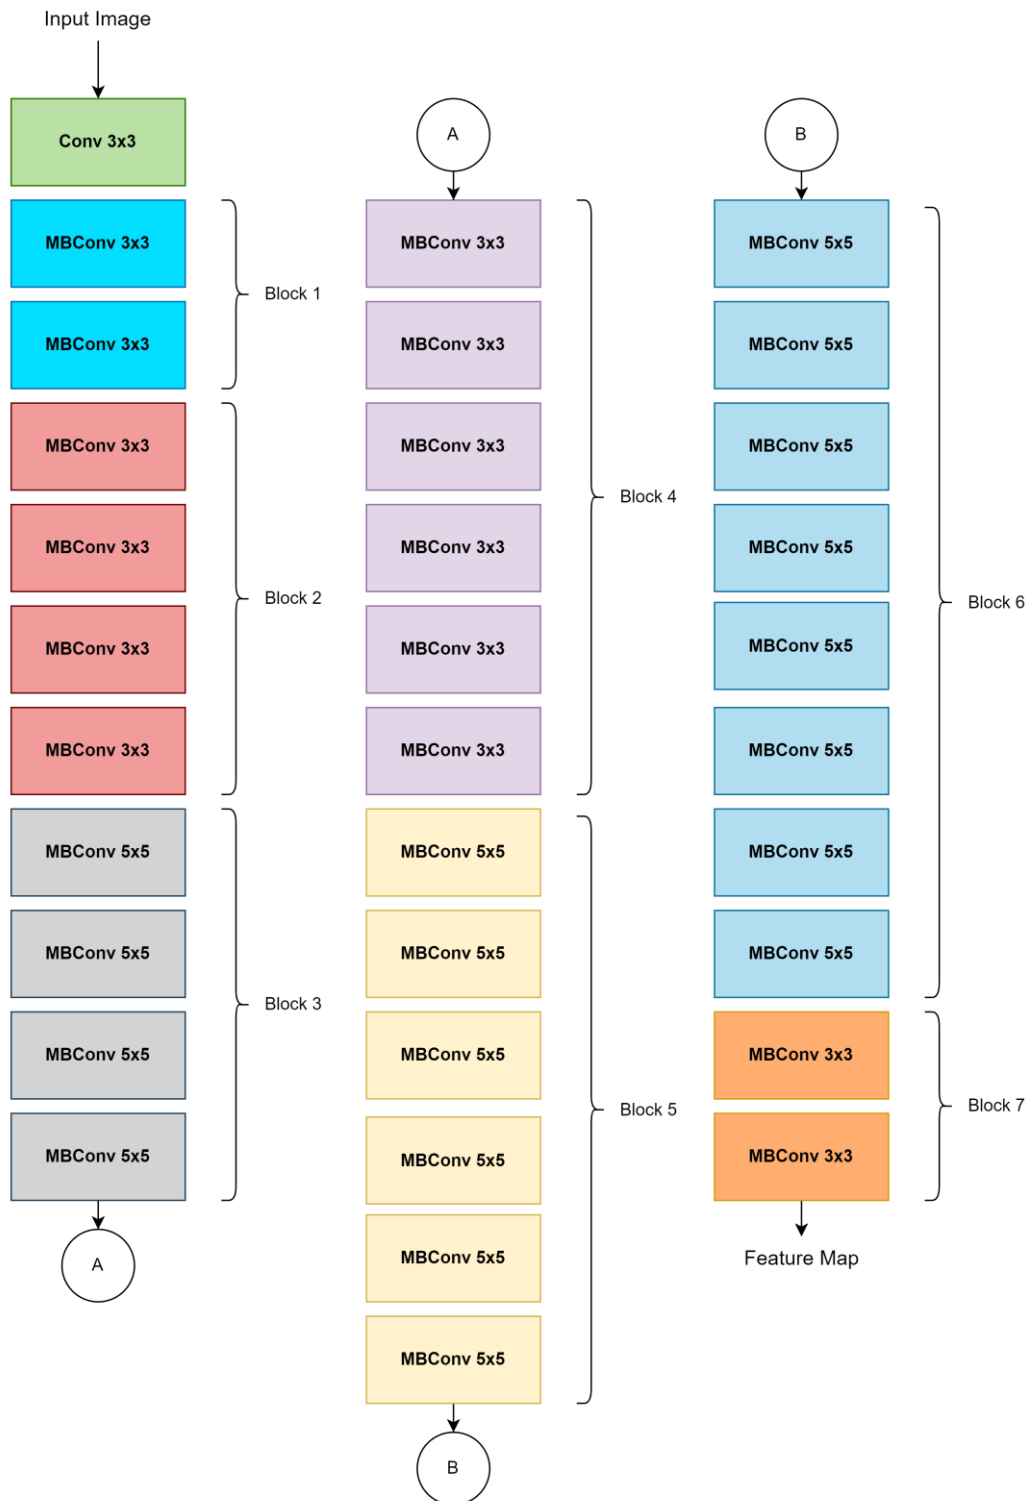 Input Image
Conv 3x3
MBConv 3x3
MBConv 3x3
Block 1
MBConv 3x3
MBConv 3x3
MBConv 3x3
MBConv 3x3
Block 2
MBConv 5x5
MBConv 5x5
MBConv 5x5
MBConv 5x5
Block 3
A
A
MBConv 3x3
MBConv 3x3
MBConv 3x3
MBConv 3x3
MBConv 3x3
MBConv 3x3
Block 4
MBConv 5x5
MBConv 5x5
MBConv 5x5
MBConv 5x5
MBConv 5x5
MBConv 5x5
Block 5
B
B
MBConv 5x5
MBConv 5x5
MBConv 5x5
MBConv 5x5
MBConv 5x5
MBConv 5x5
MBConv 5x5
MBConv 5x5
Block 6
MBConv 3x3
MBConv 3x3
Block 7
Feature Map